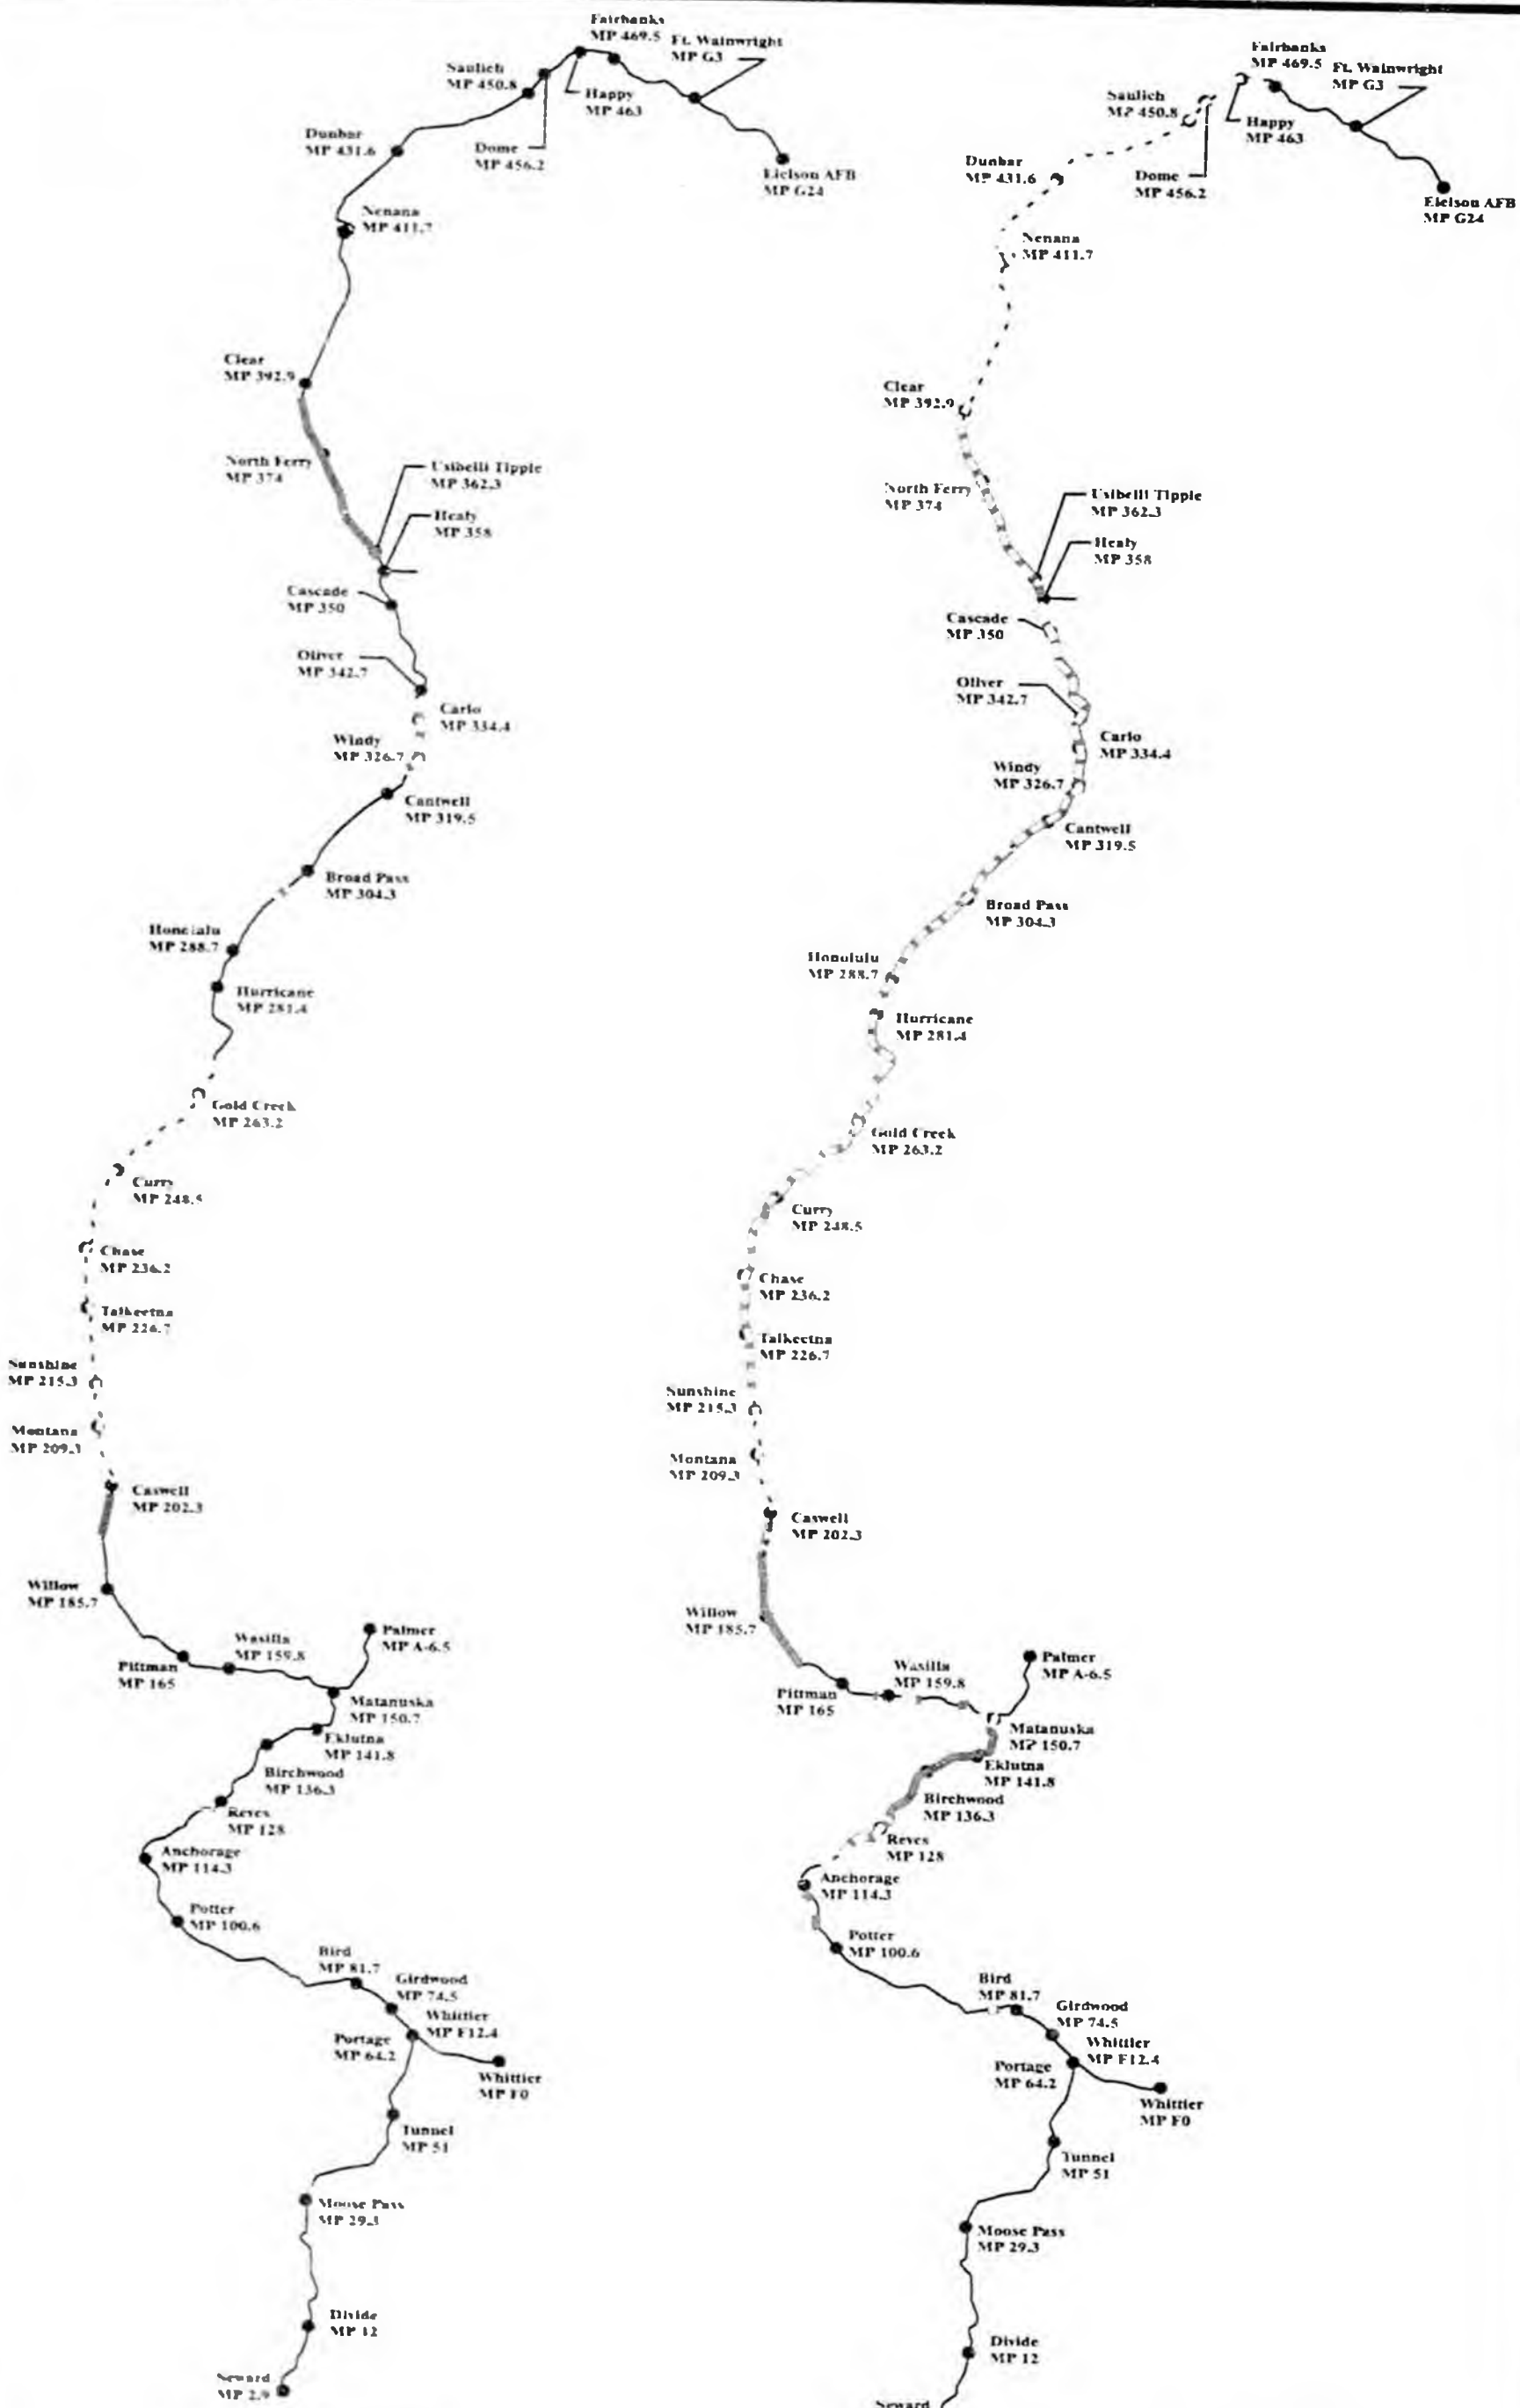 Fairbanks
MP 469.5
Ft. Wainwright
MP G3
Saulich
MP 450.8
Happy
MP 463
Dunbar
MP 431.6
Dome
MP 456.2
Eielson AFB
MP G24
Nenana
MP 411.7
Clear
MP 392.9
North Ferry
MP 374
Usibelli Tipple
MP 362.3
Healy
MP 358
Cascade
MP 350
Oliver
MP 342.7
Carlo
MP 334.4
Windy
MP 326.7
Cantwell
MP 319.5
Broad Pass
MP 304.3
Honolulu
MP 288.7
Hurricane
MP 281.4
Gold Creek
MP 263.2
Curry
MP 248.5
Chase
MP 236.2
Talkeetna
MP 226.7
Sunshine
MP 215.3
Montana
MP 209.3
Caswell
MP 202.3
Willow
MP 185.7
Wasilla
MP 159.8
Palmer
MP A-6.5
Pittman
MP 165
Matanuska
MP 150.7
Eklutna
MP 141.8
Birchwood
MP 136.3
Reves
MP 128
Anchorage
MP 114.3
Potter
MP 100.6
Bird
MP 81.7
Girdwood
MP 74.5
Whittier
MP F12.4
Portage
MP 64.2
Whittier
MP F0
Tunnel
MP 51
Moose Pass
MP 29.3
Divide
MP 12
Seward
MP 2.9
Fairbanks
MP 469.5
Ft. Wainwright
MP G3
Saulich
MP 450.8
Happy
MP 463
Dunbar
MP 431.6
Dome
MP 456.2
Eielson AFB
MP G24
Nenana
MP 411.7
Clear
MP 392.9
North Ferry
MP 374
Usibelli Tipple
MP 362.3
Healy
MP 358
Cascade
MP 350
Oliver
MP 342.7
Carlo
MP 334.4
Windy
MP 326.7
Cantwell
MP 319.5
Broad Pass
MP 304.3
Honolulu
MP 288.7
Hurricane
MP 281.4
Gold Creek
MP 263.2
Curry
MP 248.5
Chase
MP 236.2
Talkeetna
MP 226.7
Sunshine
MP 215.3
Montana
MP 209.3
Caswell
MP 202.3
Willow
MP 185.7
Wasilla
MP 159.8
Palmer
MP A-6.5
Pittman
MP 165
Matanuska
MP 150.7
Eklutna
MP 141.8
Birchwood
MP 136.3
Reves
MP 128
Anchorage
MP 114.3
Potter
MP 100.6
Bird
MP 81.7
Girdwood
MP 74.5
Whittier
MP F12.4
Portage
MP 64.2
Whittier
MP F0
Tunnel
MP 51
Moose Pass
MP 29.3
Divide
MP 12
Seward